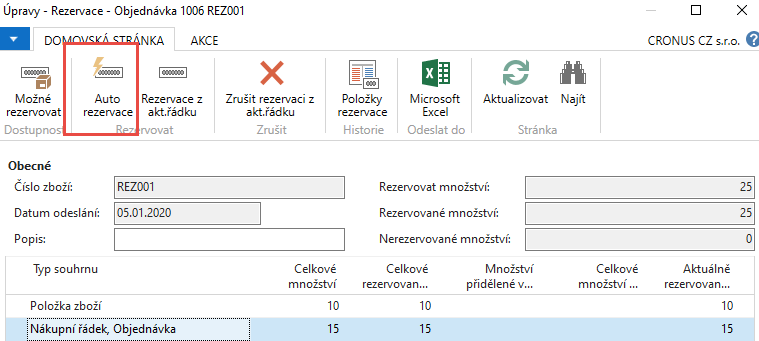 Úpravy - Rezervace - Objednávka 1006 REZ001
DOMOVSKÁ STRÁNKA AKCE CRONUS CZ s.r.o.
Možné rezervovat
Auto rezervace
Rezervace z akt.řádku
Zrušit rezervaci z akt.řádku
Položky rezervace
Microsoft Excel
Aktualizovat
Najít
Dostupnost Rezervovat Zrušit Historie Odeslat do Stránka
Obecné
Číslo zboží: REZ001 Rezervovat množství: 25
Datum odeslání: 05.01.2020 Rezervované množství: 25
Popis: Nerezervované množství: 0
Typ souhrnu Celkové množství Celkové rezervovan... Množství přidělené v... Celkové množství ... Aktuálně rezervovan...
Položka zboží 10 10 10
Nákupní řádek, Objednávka 15 15 15